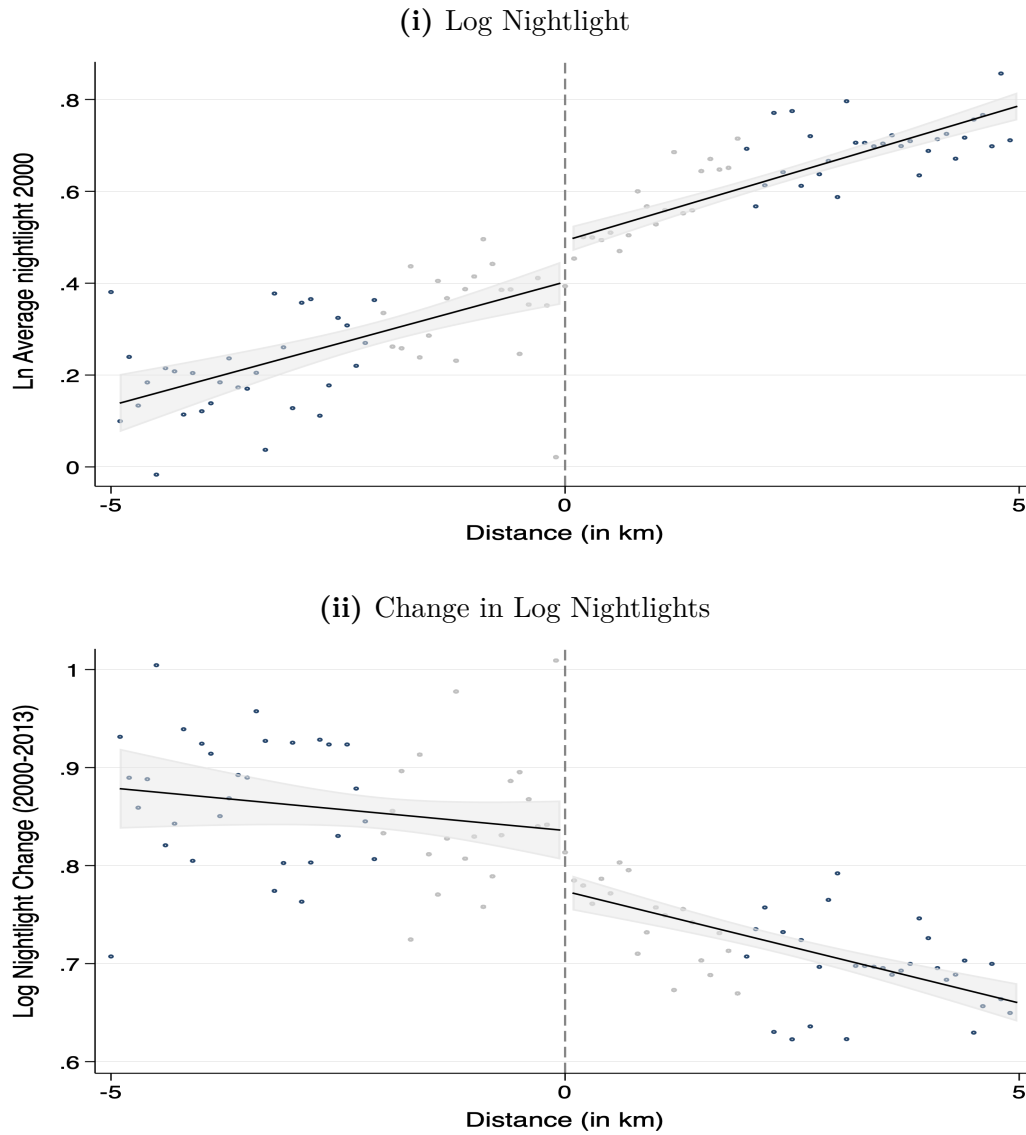 (i) Log Nightlight
Ln Average nightlight 2000
.8
.6
.4
.2
0
-5
0
5
Distance (in km)
(ii) Change in Log Nightlights
Log Nightlight Change (2000-2013)
1
.9
.8
.7
.6
-5
0
5
Distance (in km)